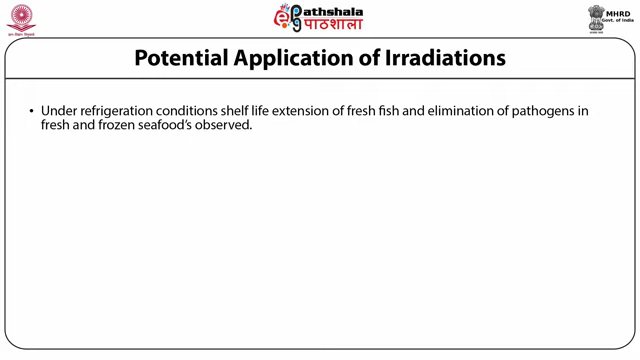 ePathshala
पाठशाला
MHRD
Govt. of India
Potential Application of Irradiations
• Under refrigeration conditions shelf life extension of fresh fish and elimination of pathogens in
fresh and frozen seafood's observed.